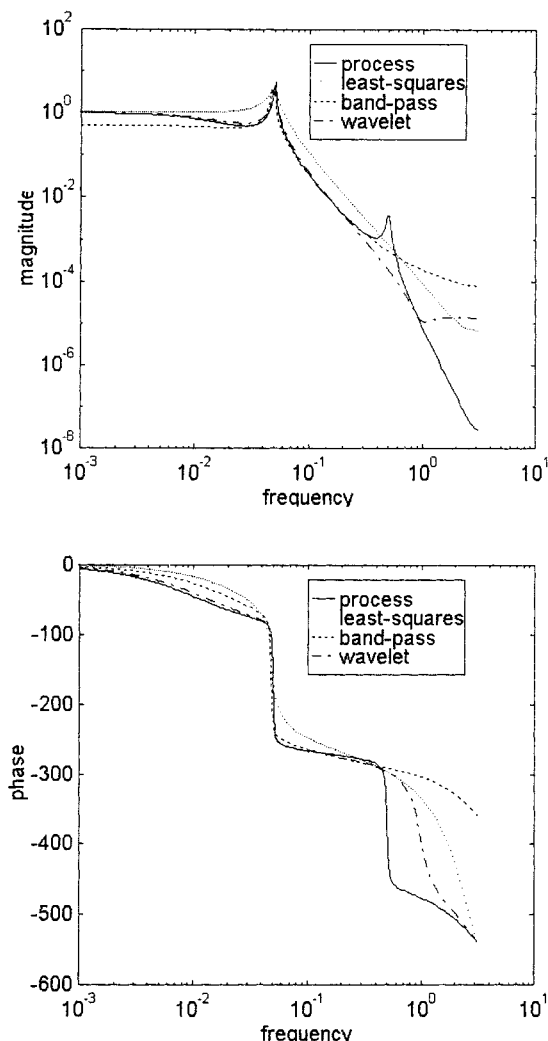 10^2
10^0
10^-2
10^-4
10^-6
10^-8
magnitude
process
least-squares
band-pass
wavelet
10^-3
10^-2
10^-1
10^0
10^1
frequency
0
-100
-200
-300
-400
-500
-600
phase
process
least-squares
band-pass
wavelet
10^-3
10^-2
10^-1
10^0
10^1
frequency